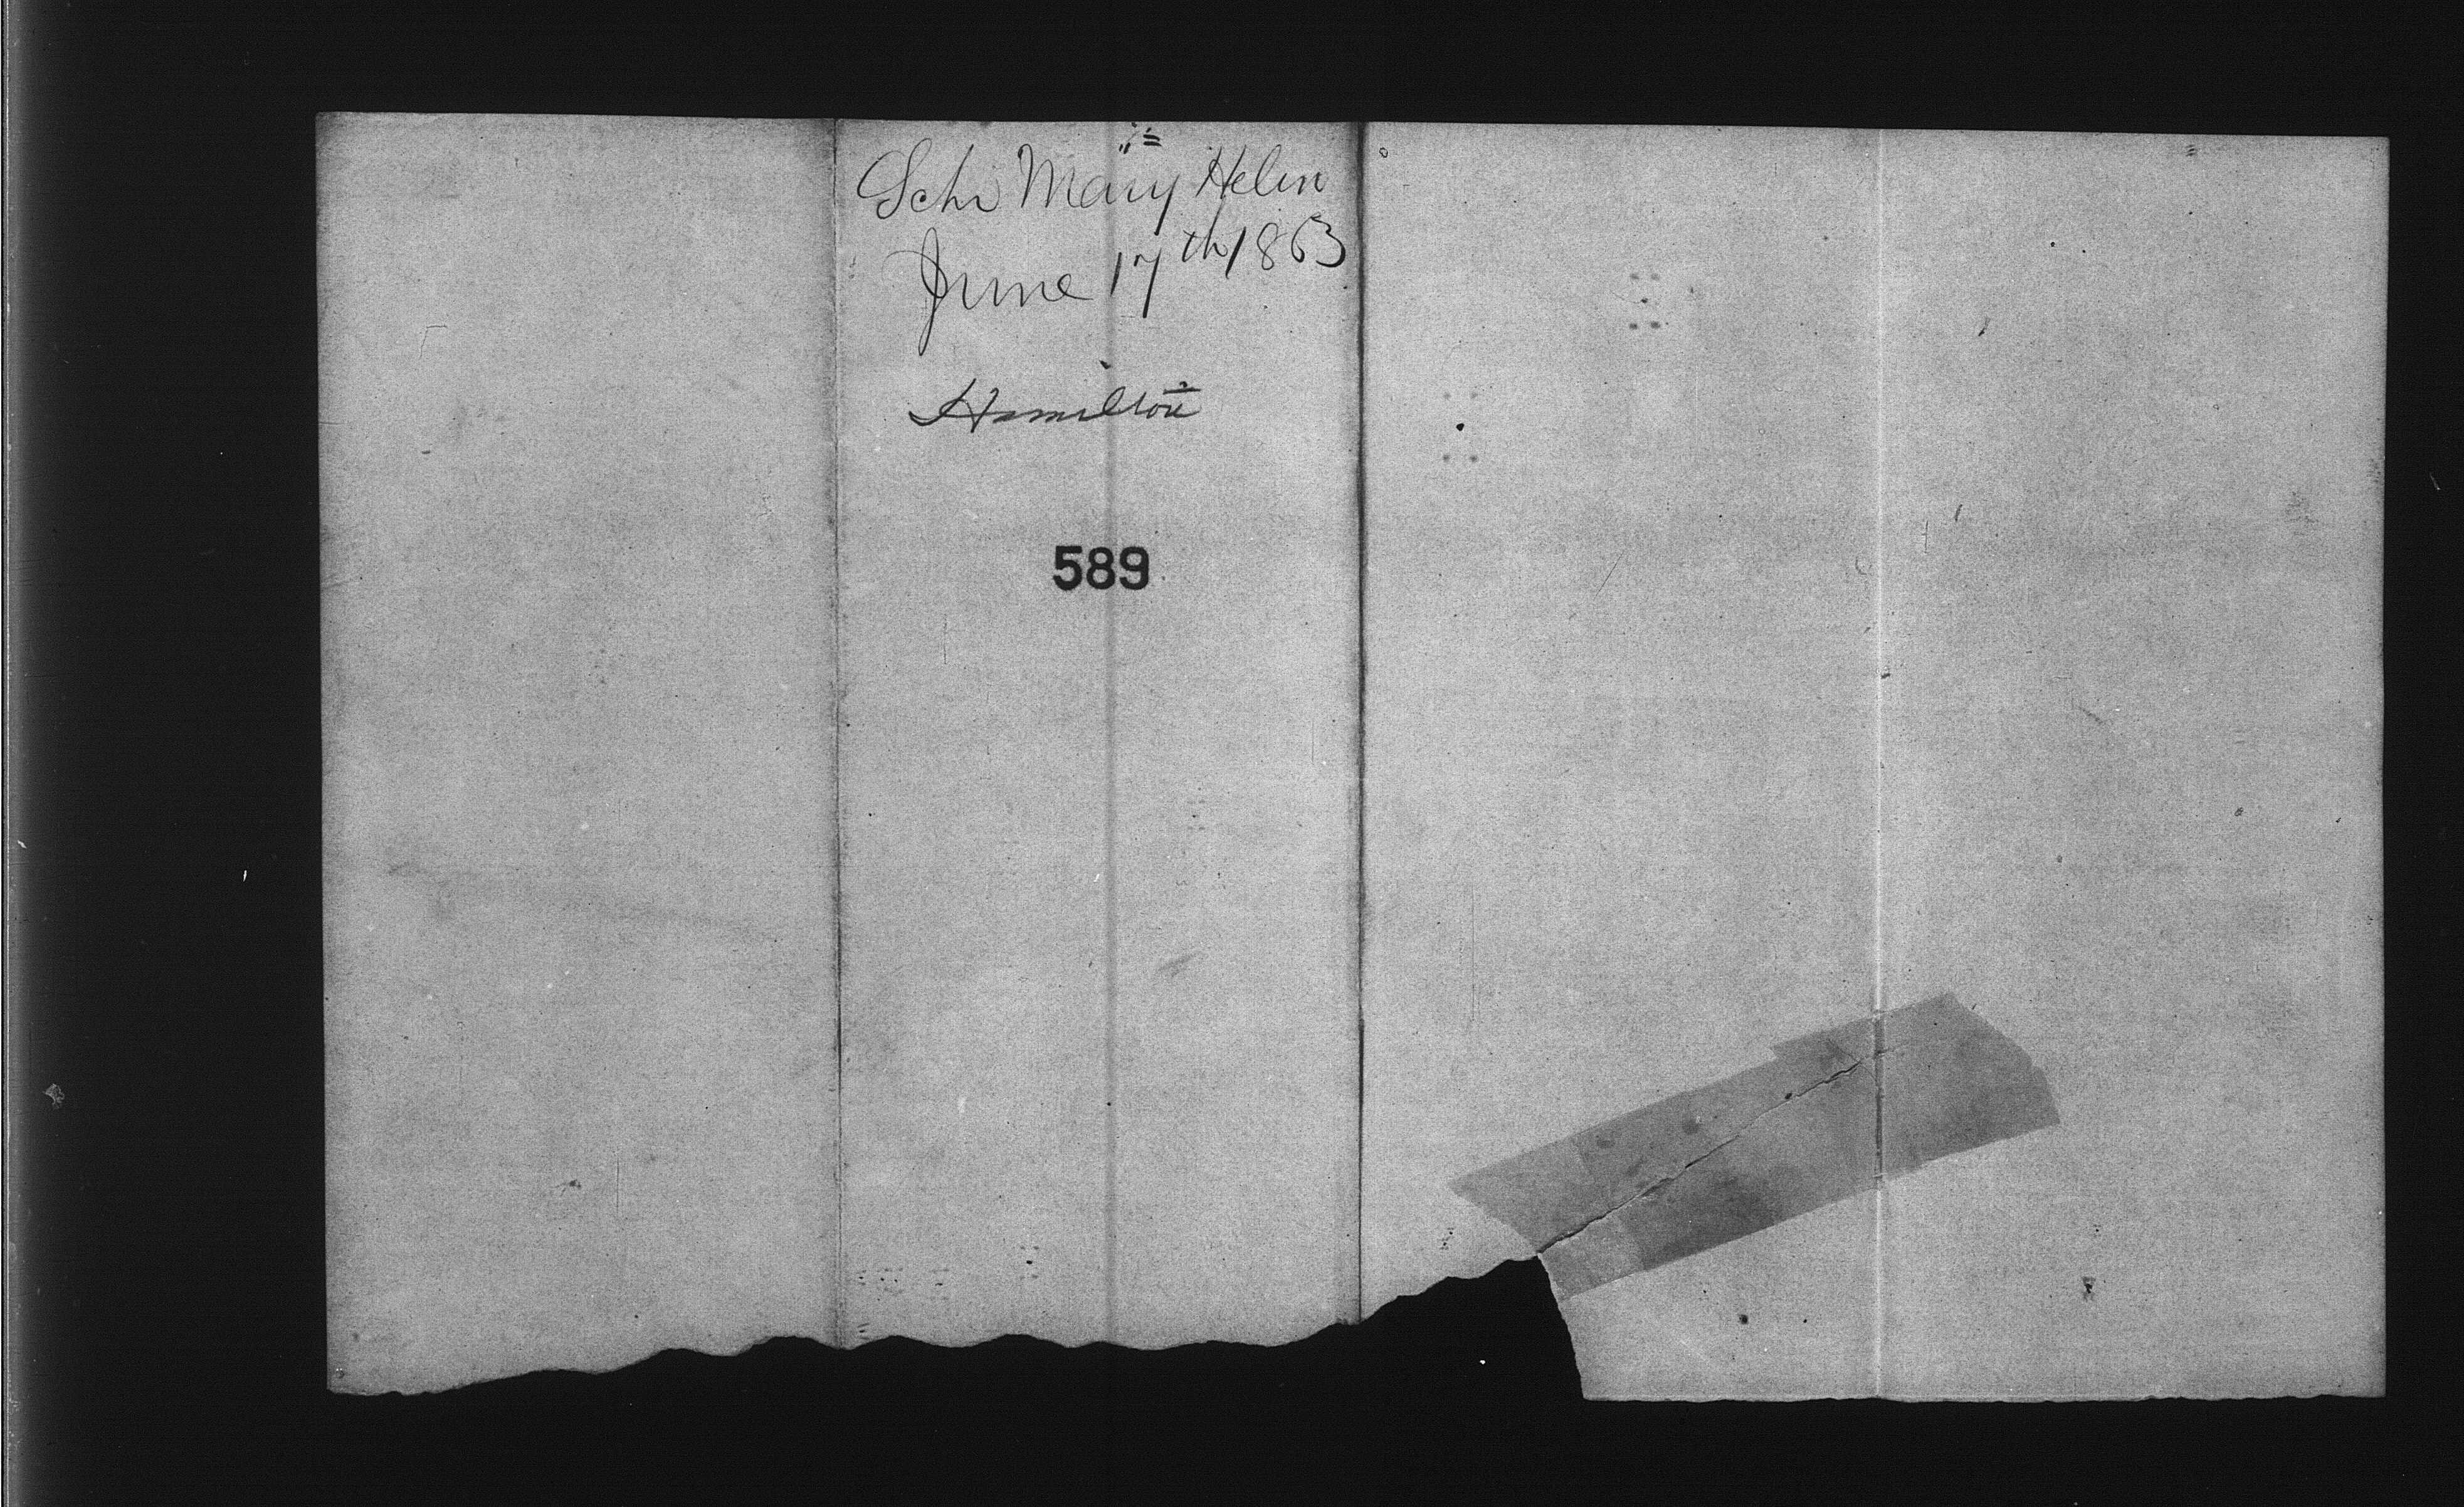 Schr Mary Helen
June 17th 1863
Hamilton
589